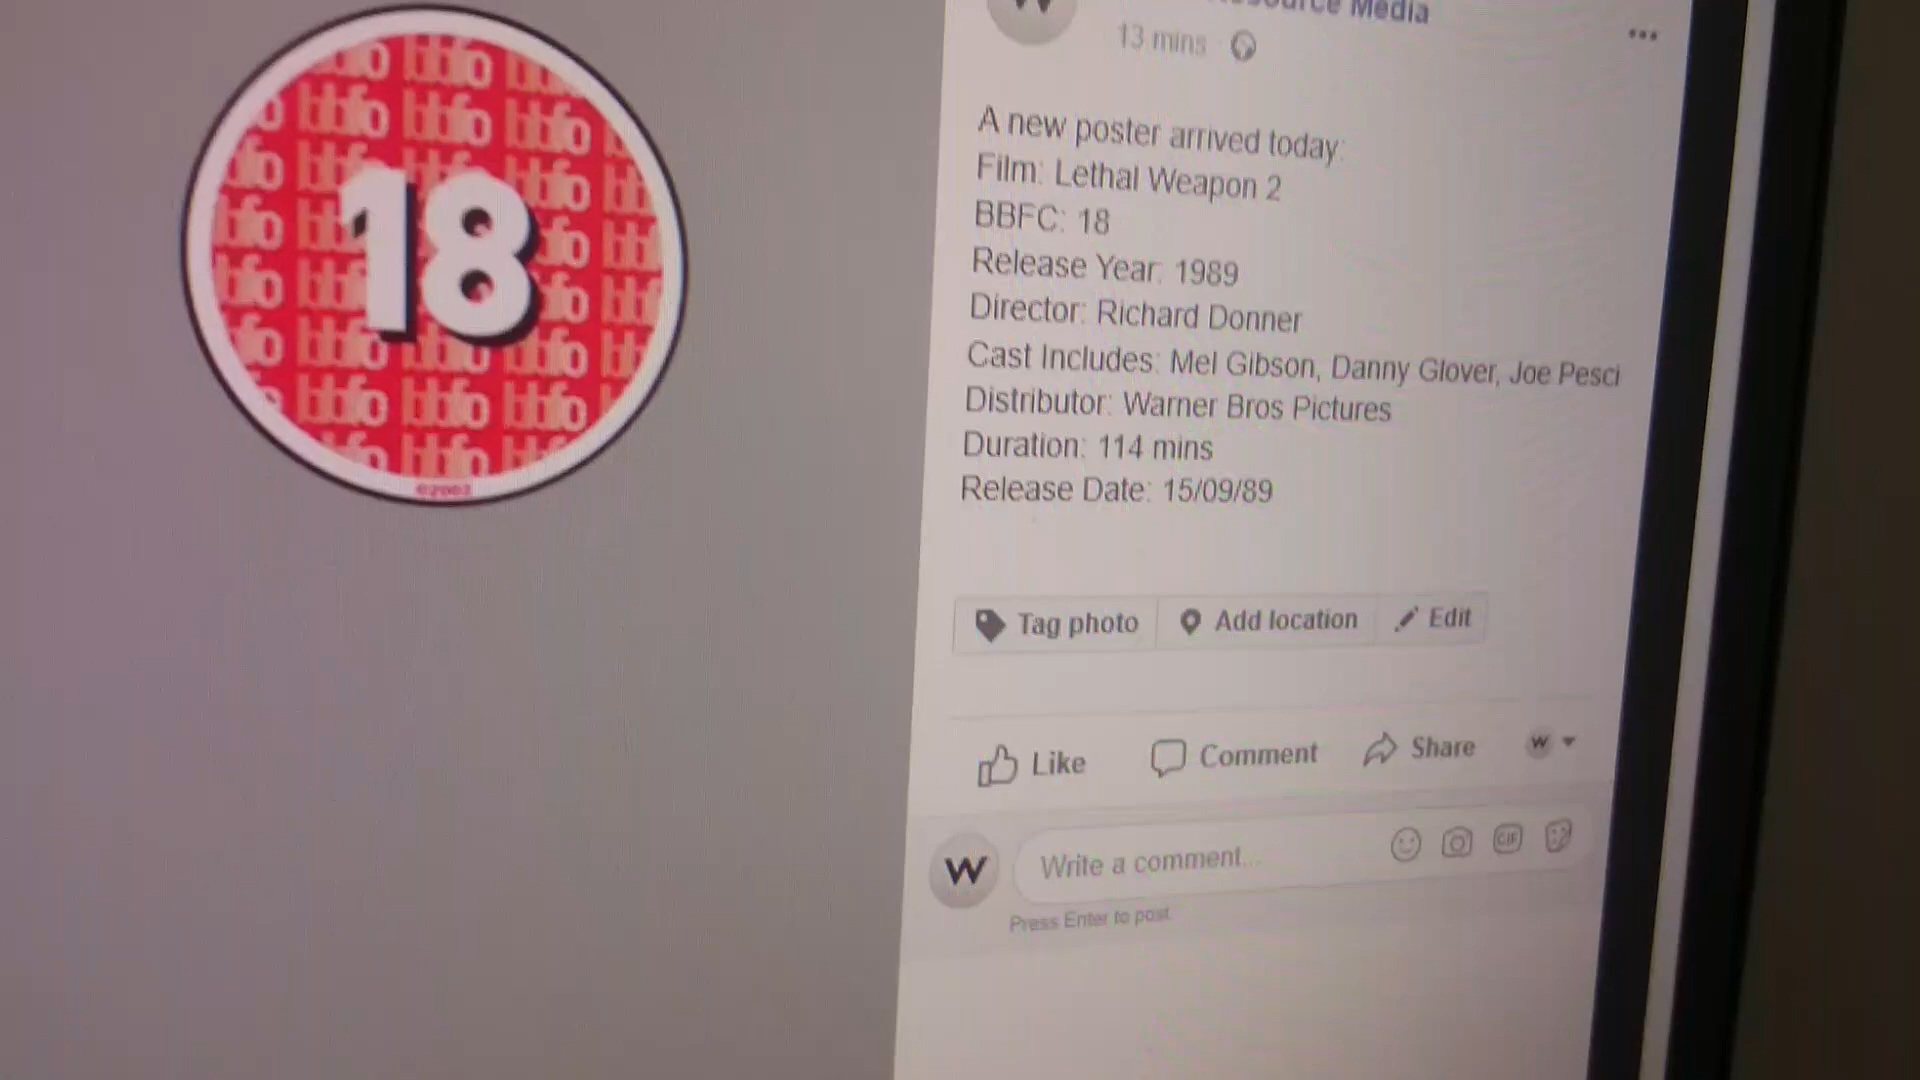 18
Media
13 mins
A new poster arrived today:
Film: Lethal Weapon 2
BBFC: 18
Release Year: 1989
Director: Richard Donner
Cast Includes: Mel Gibson, Danny Glover, Joe Pesci
Distributor: Warner Bros Pictures
Duration: 114 mins
Release Date: 15/09/89
Tag photo
Add location
Edit
Like
Comment
Share
W
W
Write a comment...
GIF
Press Enter to post.